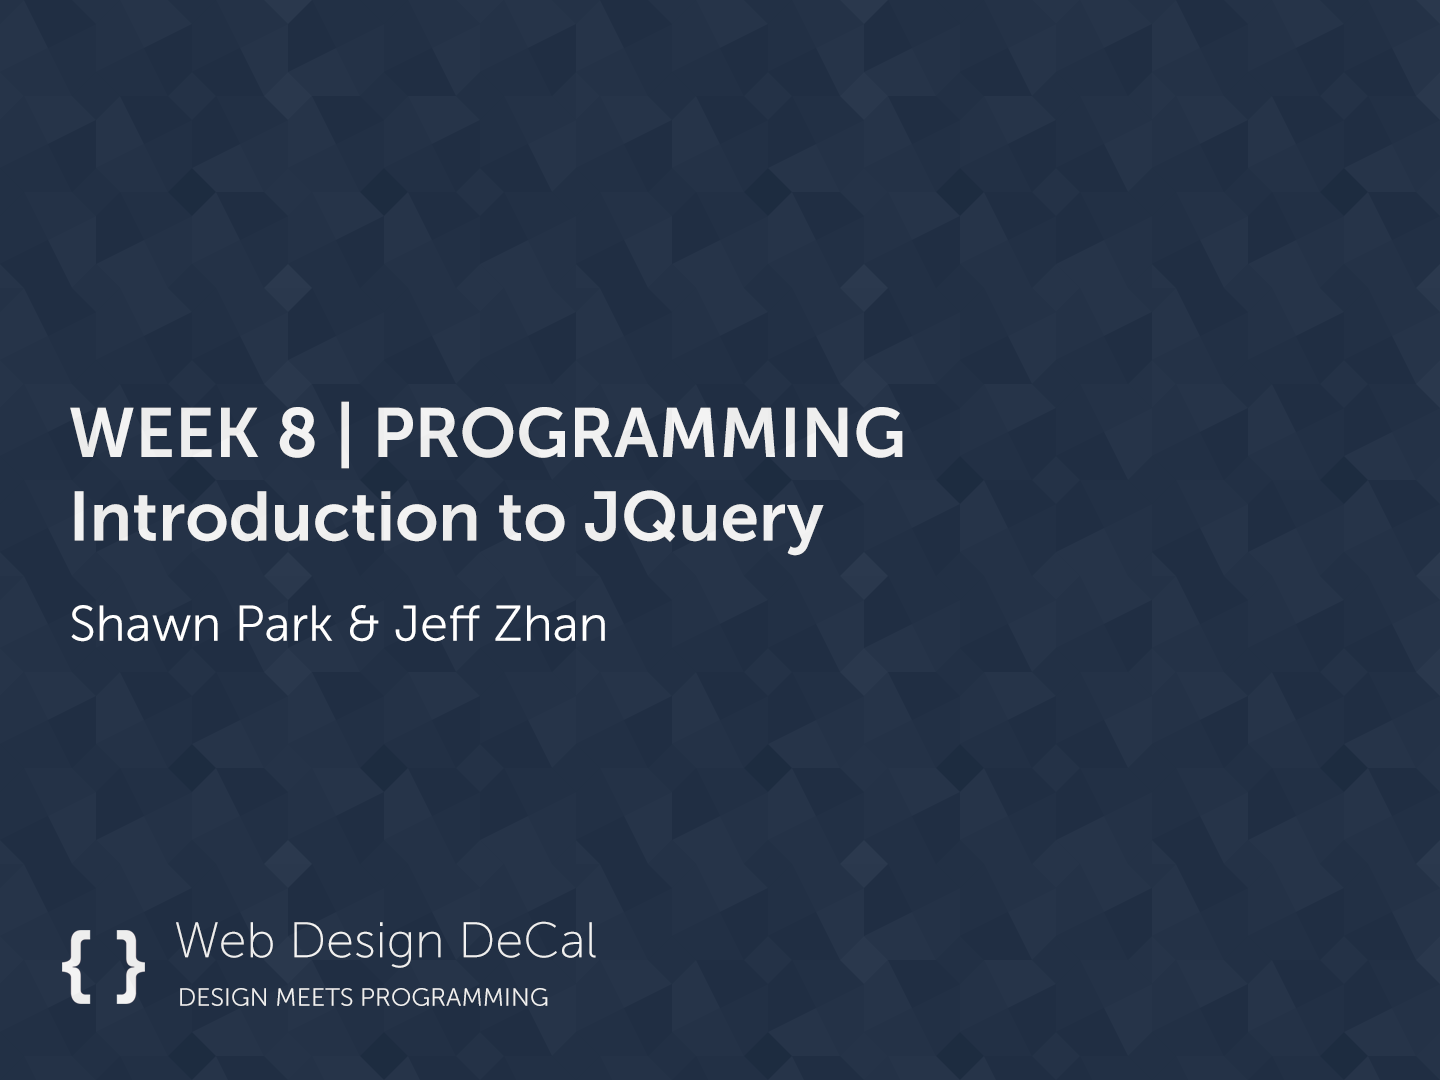 WEEK 8 | PROGRAMMING
Introduction to JQuery
Shawn Park & Jeff Zhan
{ } Web Design DeCal
DESIGN MEETS PROGRAMMING